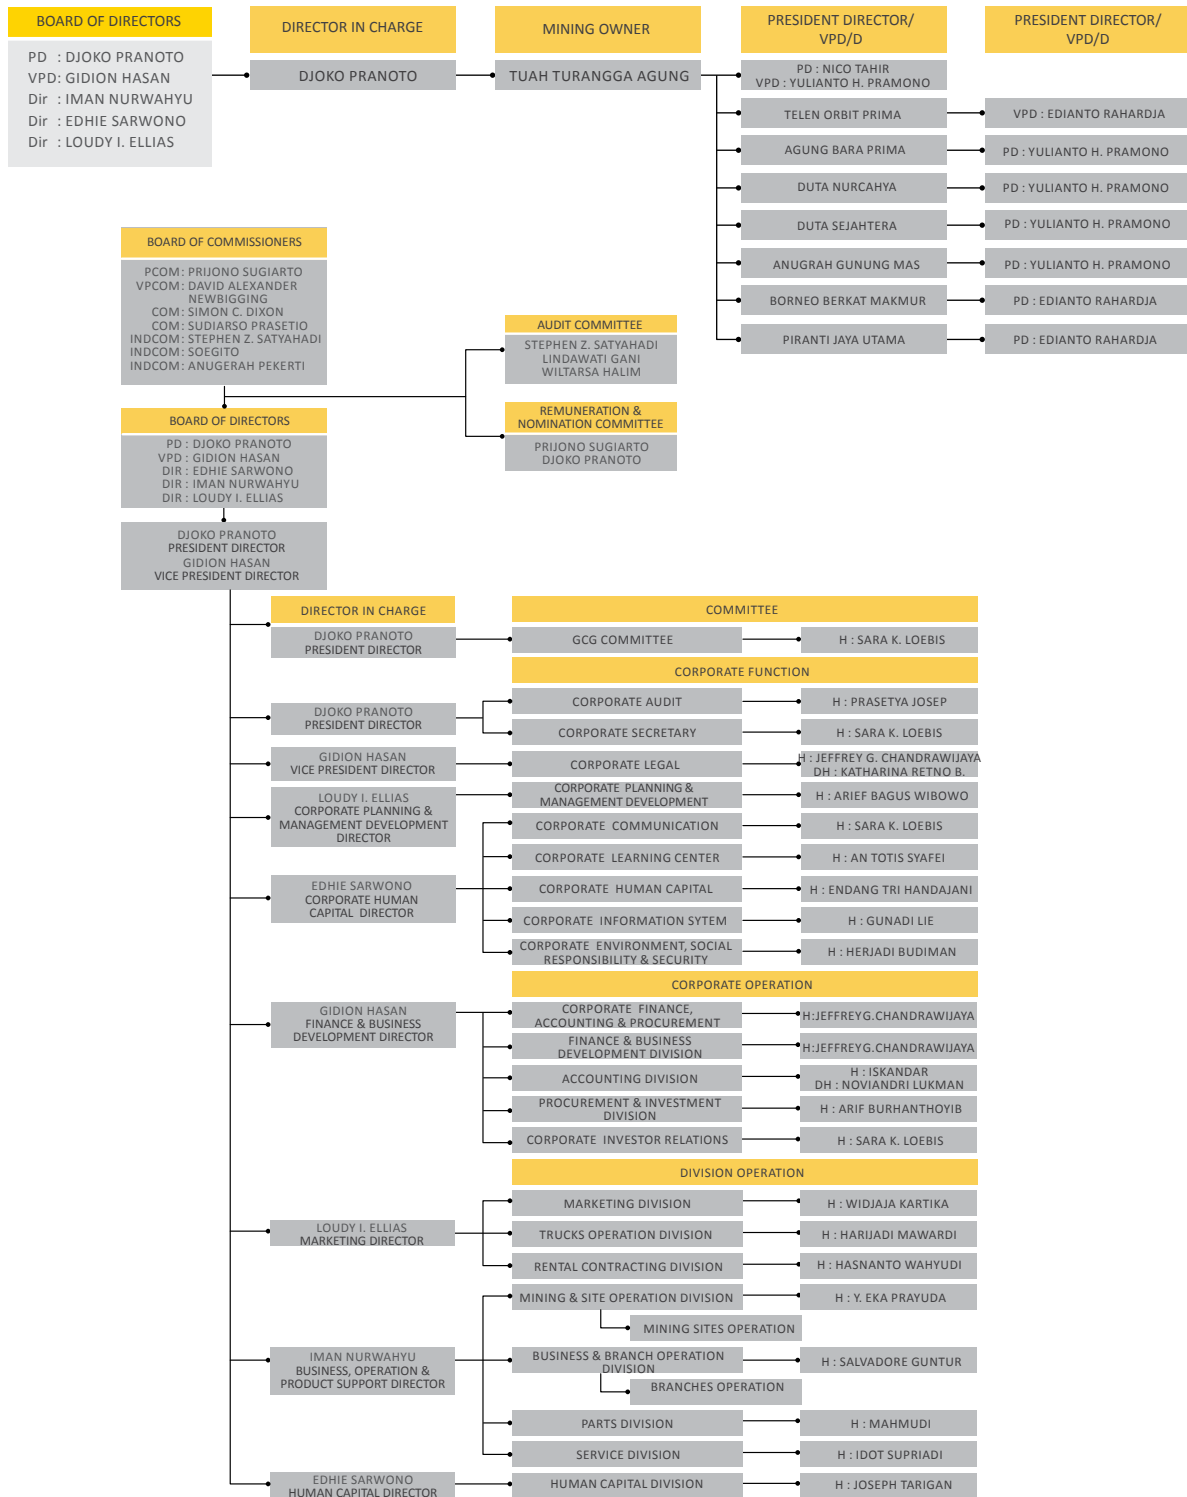 BOARD OF DIRECTORS
PD : DJOKO PRANOTO
VPD: GIDION HASAN
Dir : IMAN NURWAHYU
Dir : EDHIE SARWONO
Dir : LOUDY I. ELLIAS
DIRECTOR IN CHARGE
DJOKO PRANOTO
MINING OWNER
TUAH TURANGGA AGUNG
PRESIDENT DIRECTOR/
VPD/D
PD : NICO TAHIR
VPD : YULIANTO H. PRAMONO
PRESIDENT DIRECTOR/
VPD/D
TELEN ORBIT PRIMA
VPD : EDIANTO RAHARDJA
AGUNG BARA PRIMA
PD : YULIANTO H. PRAMONO
DUTA NURCAHYA
PD : YULIANTO H. PRAMONO
DUTA SEJAHTERA
PD : YULIANTO H. PRAMONO
ANUGRAH GUNUNG MAS
PD : YULIANTO H. PRAMONO
BORNEO BERKAT MAKMUR
PD : EDIANTO RAHARDJA
PIRANTI JAYA UTAMA
PD : EDIANTO RAHARDJA
BOARD OF COMMISSIONERS
PCOM: PRIJONO SUGIARTO
VPCOM: DAVID ALEXANDER
NEWBIGGING
COM: SIMON C. DIXON
COM: SUDIARSO PRASETIO
INDCOM: STEPHEN Z. SATYAHADI
INDCOM: SOEGITO
INDCOM: ANUGERAH PEKERTI
AUDIT COMMITTEE
STEPHEN Z. SATYAHADI
LINDAWATI GANI
WILTARSA HALIM
REMUNERATION &
NOMINATION COMMITTEE
PRIJONO SUGIARTO
DJOKO PRANOTO
BOARD OF DIRECTORS
PD : DJOKO PRANOTO
VPD : GIDION HASAN
DIR : EDHIE SARWONO
DIR : IMAN NURWAHYU
DIR : LOUDY I. ELLIAS
DJOKO PRANOTO
PRESIDENT DIRECTOR
GIDION HASAN
VICE PRESIDENT DIRECTOR
DIRECTOR IN CHARGE
COMMITTEE
DJOKO PRANOTO
PRESIDENT DIRECTOR
GCG COMMITTEE
H : SARA K. LOEBIS
CORPORATE FUNCTION
DJOKO PRANOTO
PRESIDENT DIRECTOR
CORPORATE AUDIT
H : PRASETYA JOSEP
CORPORATE SECRETARY
H : SARA K. LOEBIS
GIDION HASAN
VICE PRESIDENT DIRECTOR
CORPORATE LEGAL
H : JEFFREY G. CHANDRAWIJAYA
DH : KATHARINA RETNO B.
LOUDY I. ELLIAS
CORPORATE PLANNING &
MANAGEMENT DEVELOPMENT
DIRECTOR
CORPORATE PLANNING &
MANAGEMENT DEVELOPMENT
H : ARIEF BAGUS WIBOWO
CORPORATE COMMUNICATION
H : SARA K. LOEBIS
CORPORATE LEARNING CENTER
H : AN TOTIS SYAFEI
EDHIE SARWONO
CORPORATE HUMAN
CAPITAL DIRECTOR
CORPORATE HUMAN CAPITAL
H : ENDANG TRI HANDAJANI
CORPORATE INFORMATION SYTEM
H : GUNADI LIE
CORPORATE ENVIRONMENT, SOCIAL
RESPONSIBILITY & SECURITY
H : HERJADI BUDIMAN
CORPORATE OPERATION
GIDION HASAN
FINANCE & BUSINESS
DEVELOPMENT DIRECTOR
CORPORATE FINANCE,
ACCOUNTING & PROCUREMENT
H:JEFFREYG.CHANDRAWIJAYA
FINANCE & BUSINESS
DEVELOPMENT DIVISION
H:JEFFREYG.CHANDRAWIJAYA
ACCOUNTING DIVISION
H : ISKANDAR
DH : NOVIANDRI LUKMAN
PROCUREMENT & INVESTMENT
DIVISION
H : ARIF BURHANTHOYIB
CORPORATE INVESTOR RELATIONS
H : SARA K. LOEBIS
DIVISION OPERATION
MARKETING DIVISION
H : WIDJAJA KARTIKA
LOUDY I. ELLIAS
MARKETING DIRECTOR
TRUCKS OPERATION DIVISION
H : HARIJADI MAWARDI
RENTAL CONTRACTING DIVISION
H : HASNANTO WAHYUDI
MINING & SITE OPERATION DIVISION
H : Y. EKA PRAYUDA
MINING SITES OPERATION
IMAN NURWAHYU
BUSINESS, OPERATION &
PRODUCT SUPPORT DIRECTOR
BUSINESS & BRANCH OPERATION
DIVISION
H : SALVADORE GUNTUR
BRANCHES OPERATION
PARTS DIVISION
H : MAHMUDI
SERVICE DIVISION
H : IDOT SUPRIADI
EDHIE SARWONO
HUMAN CAPITAL DIRECTOR
HUMAN CAPITAL DIVISION
H : JOSEPH TARIGAN